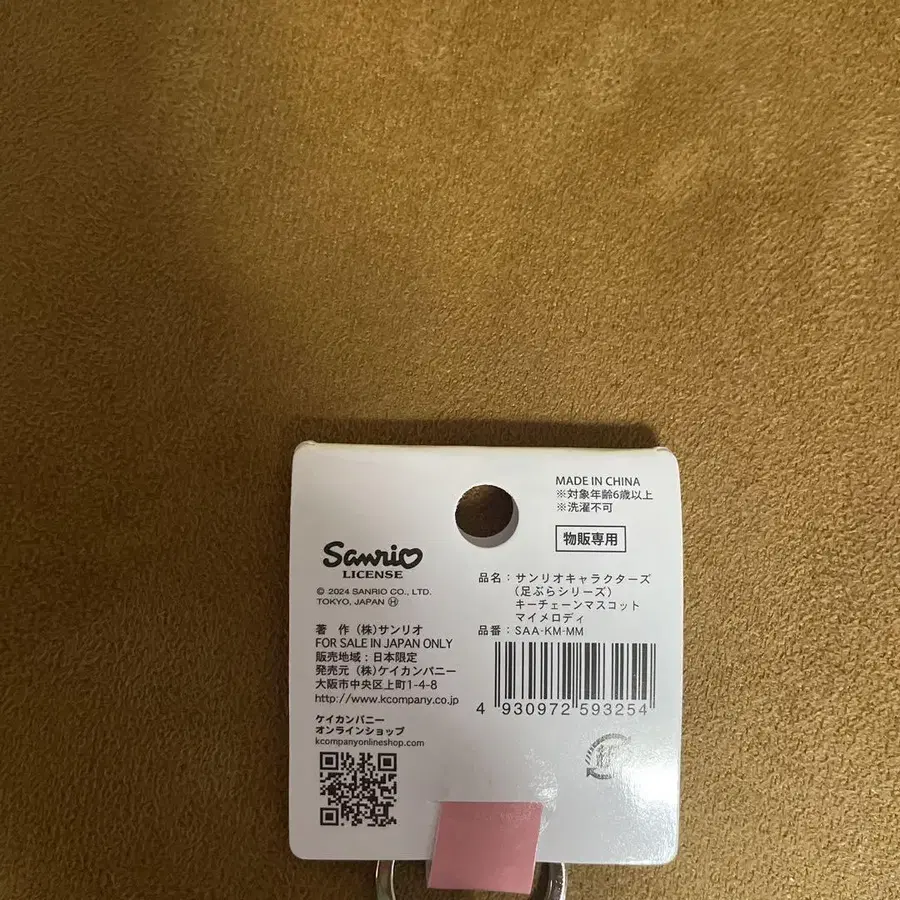 MADE IN CHINA
※対象年齢6歳以上
※洗濯不可
物販専用
Sanrio
LICENSE
© 2024 SANRIO CO., LTD.
TOKYO, JAPAN Ⓗ
著 作 (株)サンリオ
FOR SALE IN JAPAN ONLY
販売地域:日本限定
発売元 (株)ケイカンパニー
大阪市中央区上町1-4-8
http://www.kcompany.co.jp
ケイカンパニー
オンラインショップ
kcompanyonlineshop.com
品名:サンリオキャラクターズ
(足ぶらシリーズ)
キーチェーンマスコット
マイメロディ
品番:SAA-KM-MM
4 930972 593254
紙